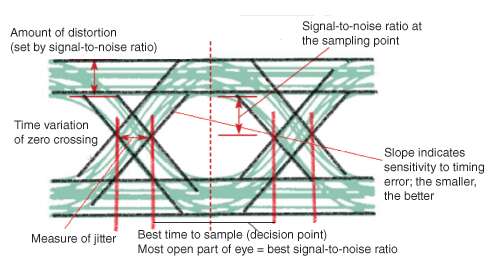 Amount of distortion
(set by signal-to-noise ratio)
Signal-to-noise ratio at
the sampling point
Time variation
of zero crossing
Slope indicates
sensitivity to timing
error; the smaller,
the better
Measure of jitter
Best time to sample (decision point)
Most open part of eye = best signal-to-noise ratio